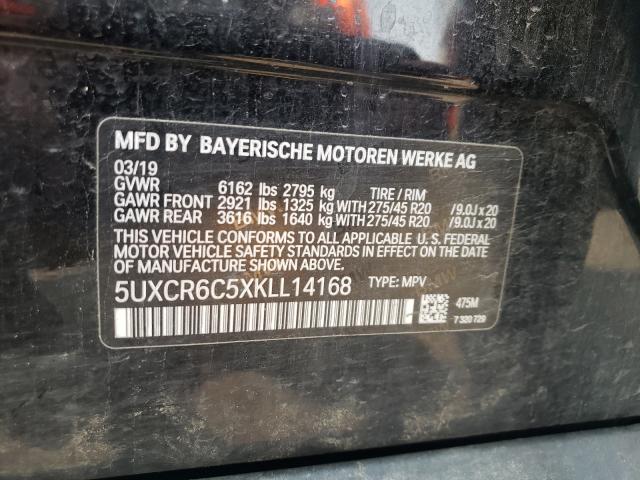 MFD BY BAYERISCHE MOTOREN WERKE AG
03/19
GVWR 6162 lbs 2795 kg TIRE / RIM
GAWR FRONT 2921 lbs 1325 kg WITH 275/45 R20 /9.0J x 20
GAWR REAR 3616 lbs 1640 kg WITH 275/45 R20 /9.0J x 20
THIS VEHICLE CONFORMS TO ALL APPLICABLE U. S. FEDERAL
MOTOR VEHICLE SAFETY STANDARDS IN EFFECT ON THE DATE
OF MANUFACTURE SHOWN ABOVE.
5UXCR6C5XKLL14168 TYPE: MPV
475M
7 320 729